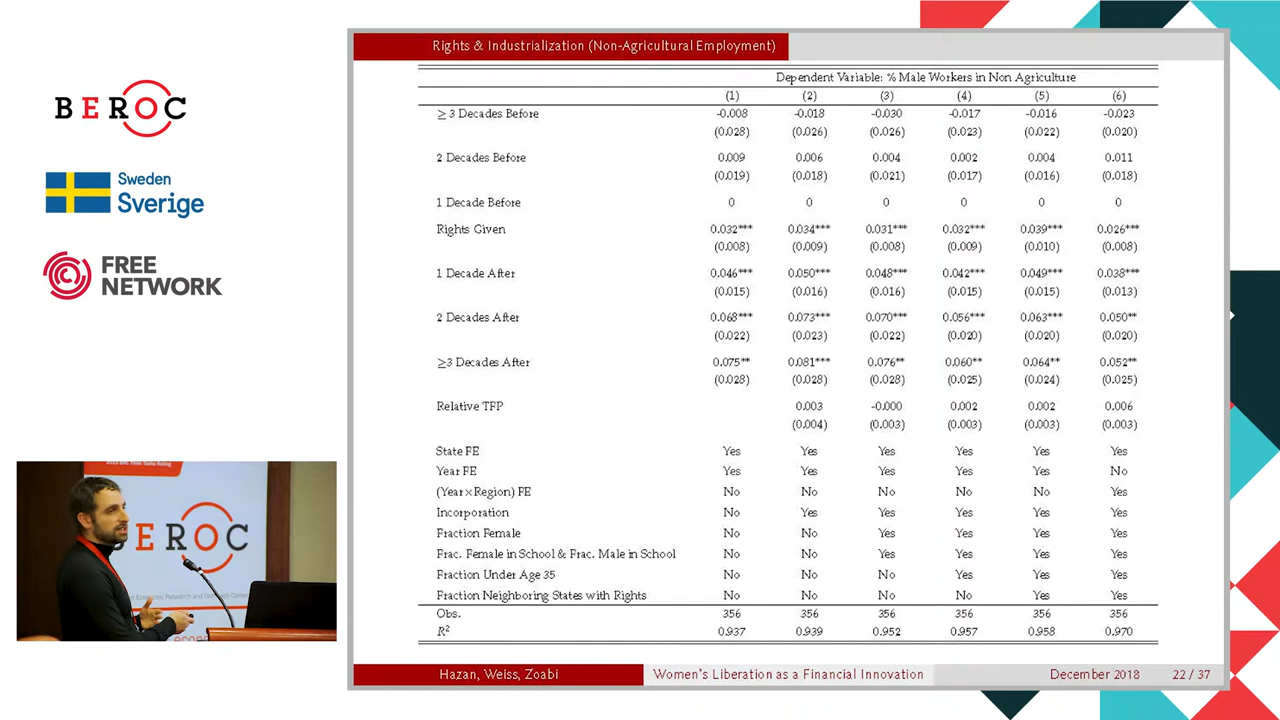 BEROC
Sweden
Sverige
FREE
NETWORK
Rights & Industrialization (Non-Agricultural Employment)
Dependent Variable: % Male Workers in Non Agriculture
(1) (2) (3) (4) (5) (6)
≥ 3 Decades Before -0.008 -0.018 -0.030 -0.017 -0.016 -0.023
(0.028) (0.026) (0.026) (0.023) (0.022) (0.020)
2 Decades Before 0.009 0.006 0.004 0.002 0.004 0.011
(0.019) (0.018) (0.021) (0.017) (0.016) (0.018)
1 Decade Before 0 0 0 0 0 0
Rights Given 0.032*** 0.034*** 0.031*** 0.032*** 0.039*** 0.026***
(0.008) (0.009) (0.008) (0.009) (0.010) (0.008)
1 Decade After 0.046*** 0.050*** 0.048*** 0.042*** 0.049*** 0.038***
(0.015) (0.016) (0.016) (0.015) (0.015) (0.013)
2 Decades After 0.068*** 0.073*** 0.070*** 0.056*** 0.063*** 0.050**
(0.022) (0.023) (0.022) (0.020) (0.020) (0.020)
≥3 Decades After 0.075** 0.081*** 0.076** 0.060** 0.064** 0.052**
(0.028) (0.028) (0.028) (0.025) (0.024) (0.025)
Relative TFP 0.003 -0.000 0.002 0.002 0.006
(0.004) (0.003) (0.003) (0.003) (0.003)
State FE Yes Yes Yes Yes Yes Yes
Year FE Yes Yes Yes Yes Yes No
(Year×Region) FE No No No No No Yes
Incorporation No Yes Yes Yes Yes Yes
Fraction Female No No Yes Yes Yes Yes
Frac. Female in School & Frac. Male in School No No Yes Yes Yes Yes
Fraction Under Age 35 No No No Yes Yes Yes
Fraction Neighboring States with Rights No No No No Yes Yes
Obs. 356 356 356 356 356 356
R² 0.937 0.939 0.952 0.957 0.958 0.970
Hazan, Weiss, Zoabi Women's Liberation as a Financial Innovation December 2018 22 / 37
BEROC
Economic Research and